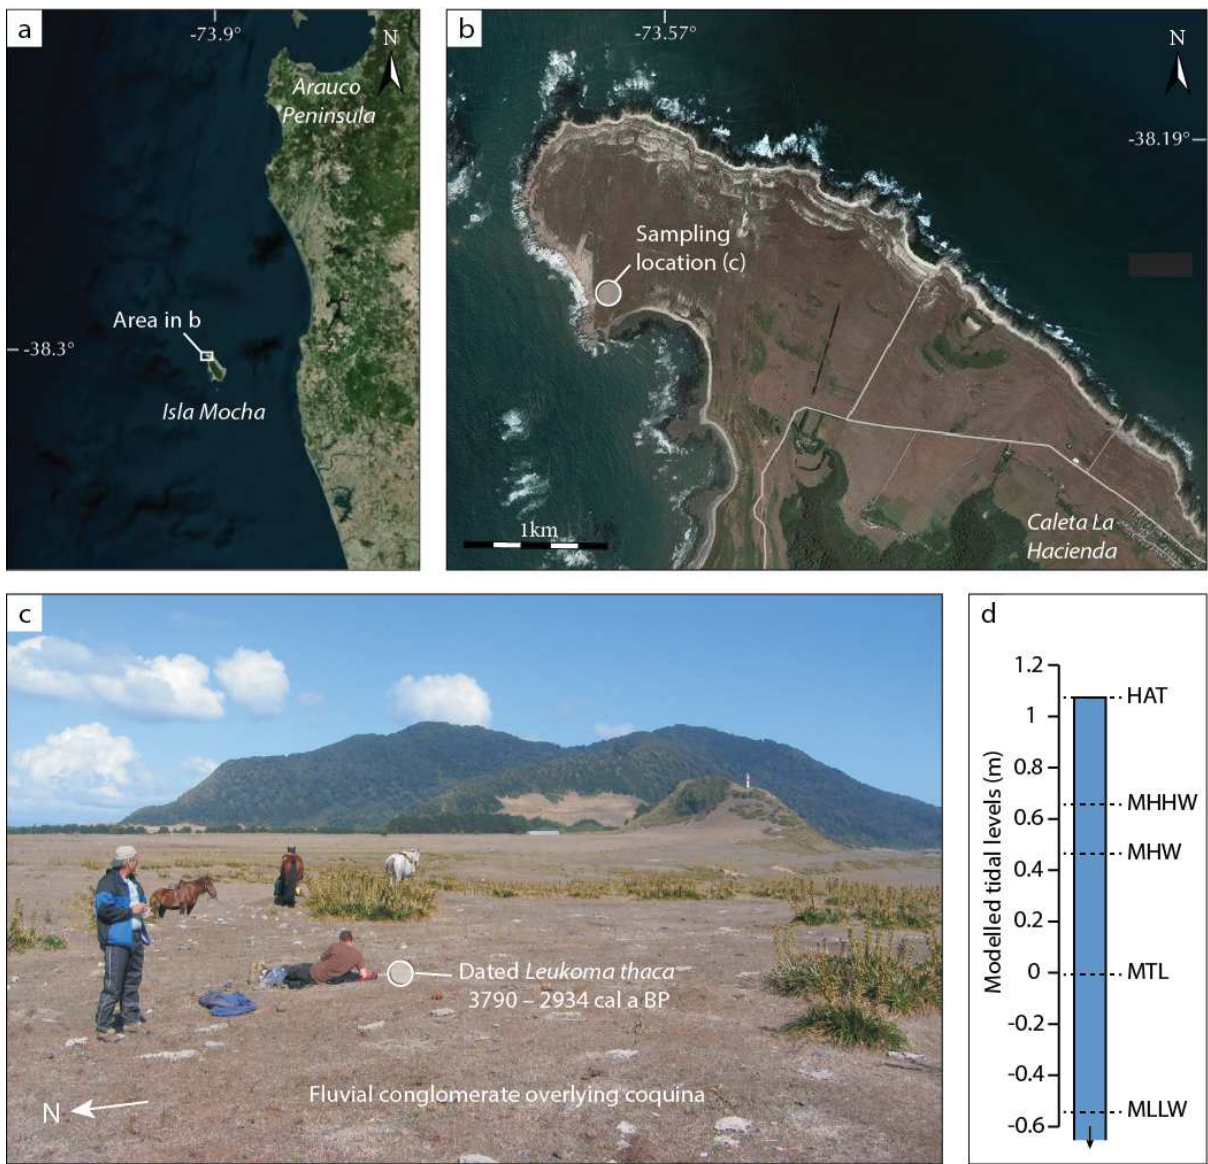 a
-73.9°
N
Arauco
Peninsula
Area in b
-38.3°
Isla Mocha
b
-73.57°
N
-38.19°
Sampling
location (c)
1km
Caleta La
Hacienda
c
Dated Leukoma thaca
3790 – 2934 cal a BP
Fluvial conglomerate overlying coquina
N
d
Modelled tidal levels (m)
1.2
1
0.8
0.6
0.4
0.2
0
-0.2
-0.4
-0.6
HAT
MHHW
MHW
MTL
MLLW